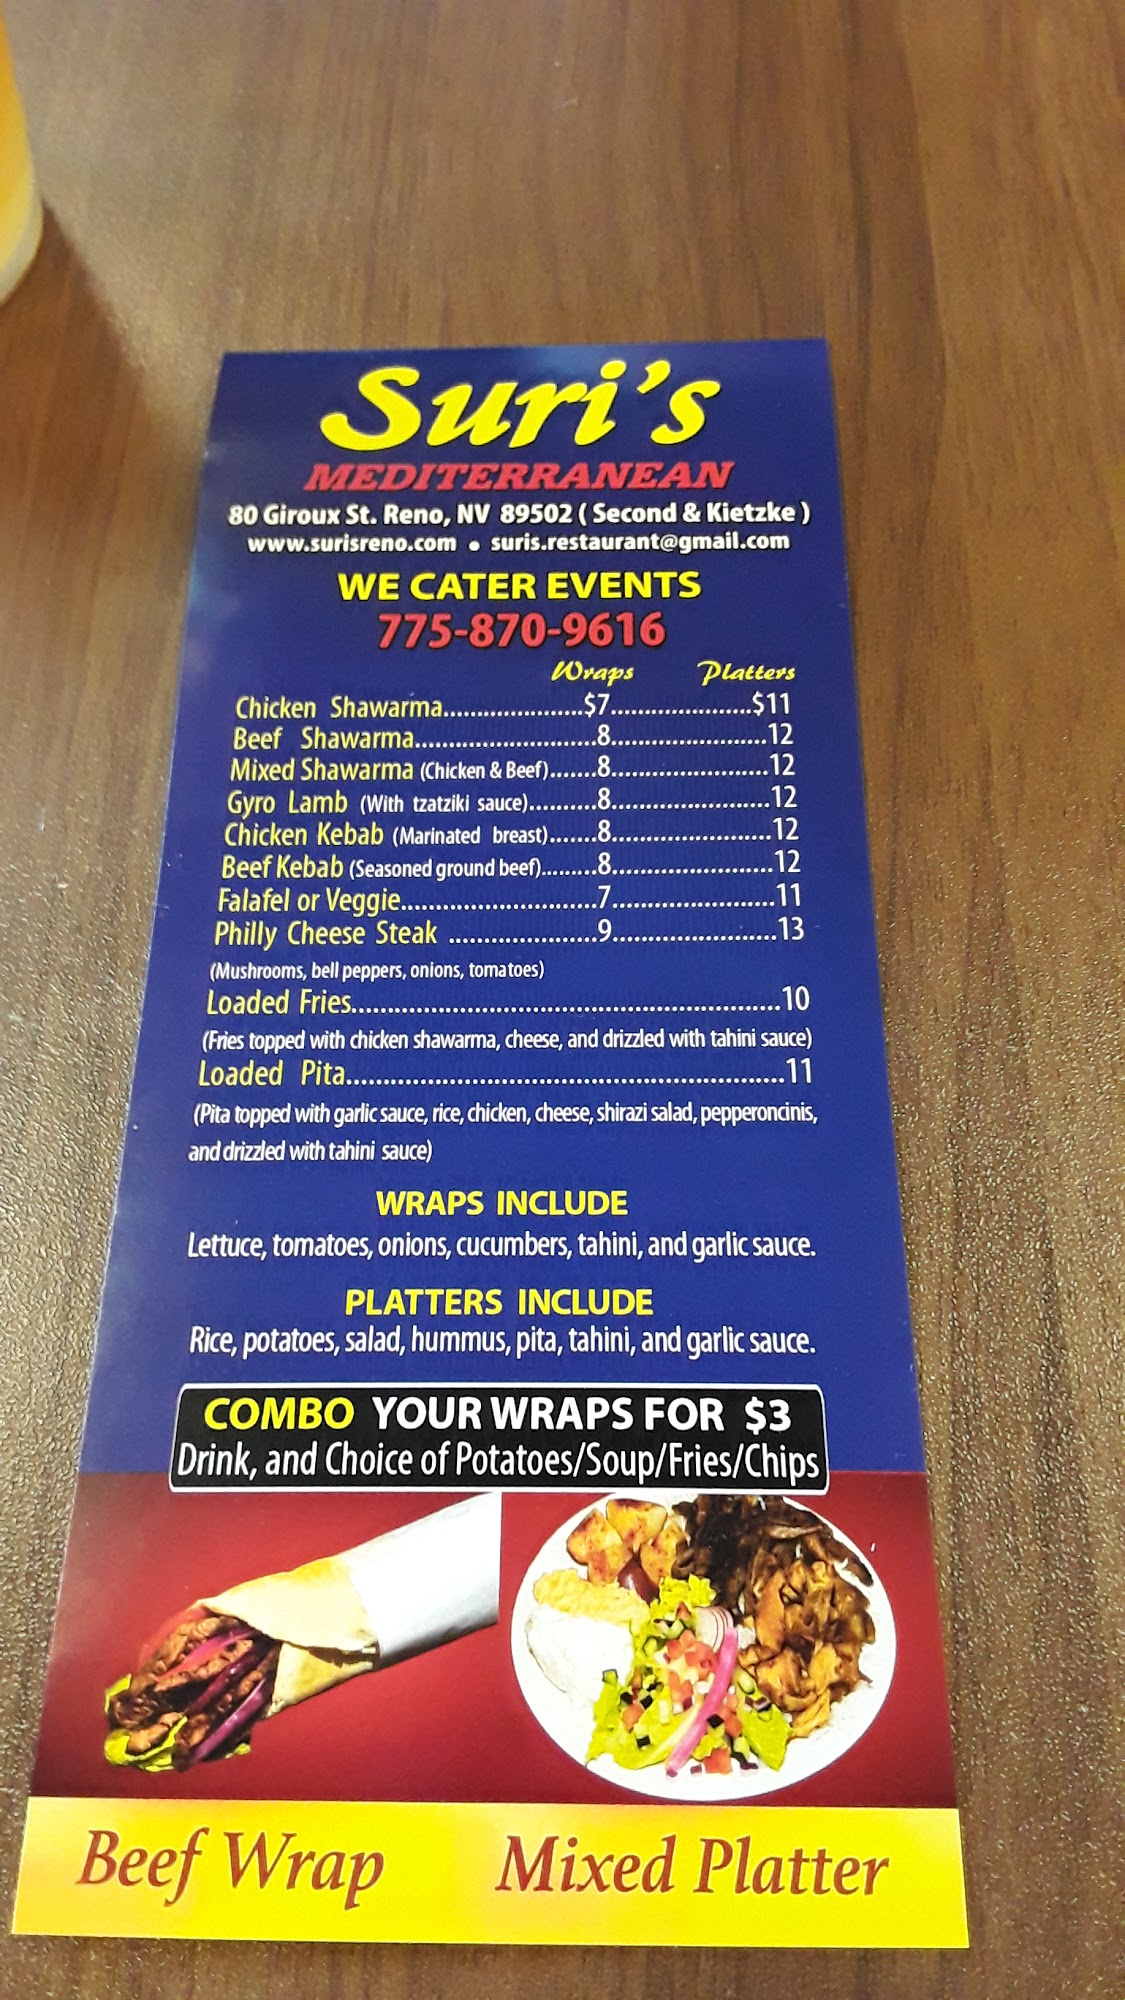 Suri's
MEDITERRANEAN
80 Giroux St. Reno, NV 89502 ( Second & Kietzke )
www.surisreno.com • suris.restaurant@gmail.com
WE CATER EVENTS
775-870-9616
Wraps Platters
Chicken Shawarma.....................$7......................$11
Beef Shawarma.........................8........................12
Mixed Shawarma (Chicken & Beef).......8........................12
Gyro Lamb (With tzatziki sauce)..........8........................12
Chicken Kebab (Marinated breast).......8........................12
Beef Kebab (Seasoned ground beef).........8........................12
Falafel or Veggie...........................7........................11
Philly Cheese Steak ......................9........................13
(Mushrooms, bell peppers, onions, tomatoes)
Loaded Fries................................................................10
(Fries topped with chicken shawarma, cheese, and drizzled with tahini sauce)
Loaded Pita................................................................11
(Pita topped with garlic sauce, rice, chicken, cheese, shirazi salad, pepperoncinis,
and drizzled with tahini sauce)
WRAPS INCLUDE
Lettuce, tomatoes, onions, cucumbers, tahini, and garlic sauce.
PLATTERS INCLUDE
Rice, potatoes, salad, hummus, pita, tahini, and garlic sauce.
COMBO YOUR WRAPS FOR $3
Drink, and Choice of Potatoes/Soup/Fries/Chips
Beef Wrap Mixed Platter